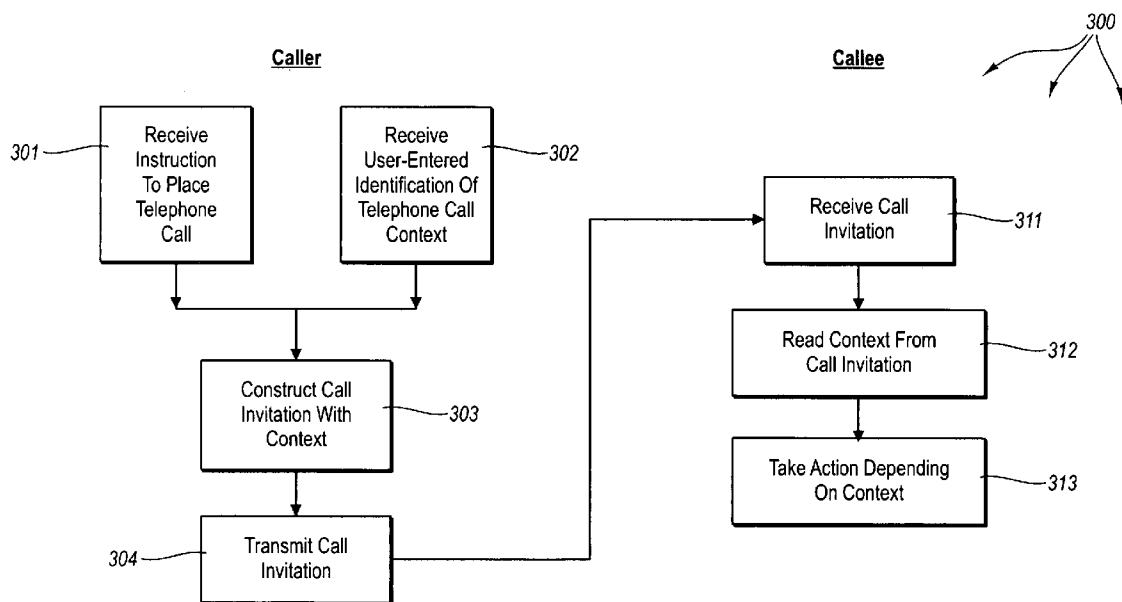 300
Caller
Callee
301
Receive
Instruction
To Place
Telephone
Call
Receive
User-Entered
Identification Of
Telephone Call
Context
302
Receive Call
Invitation
311
Read Context From
Call Invitation
312
Construct Call
Invitation With
Context
303
Take Action Depending
On Context
313
304
Transmit Call
Invitation